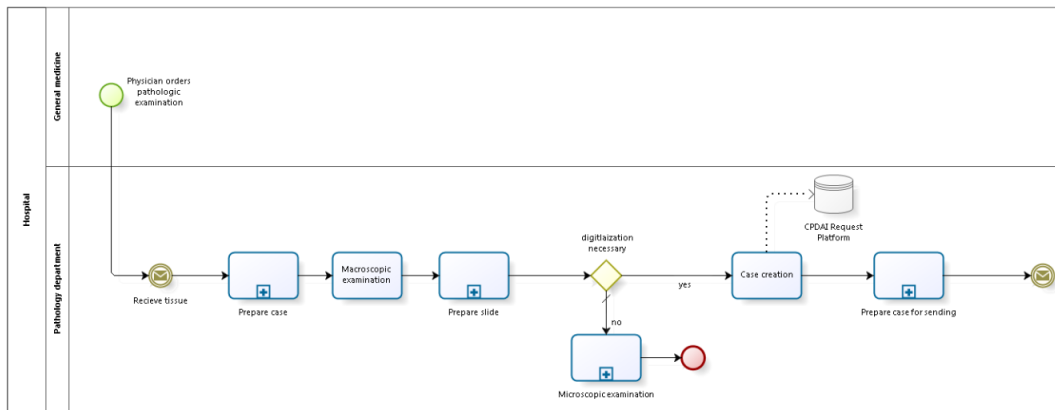 Hospital
General medicine
Physician orders
pathologic
examination
Pathology department
Recieve tissue
Prepare case
Macroscopic
examination
Prepare slide
digitlaization
necessary
yes
no
Microscopic examination
Case creation
CPDAI Request
Platform
Prepare case for sending